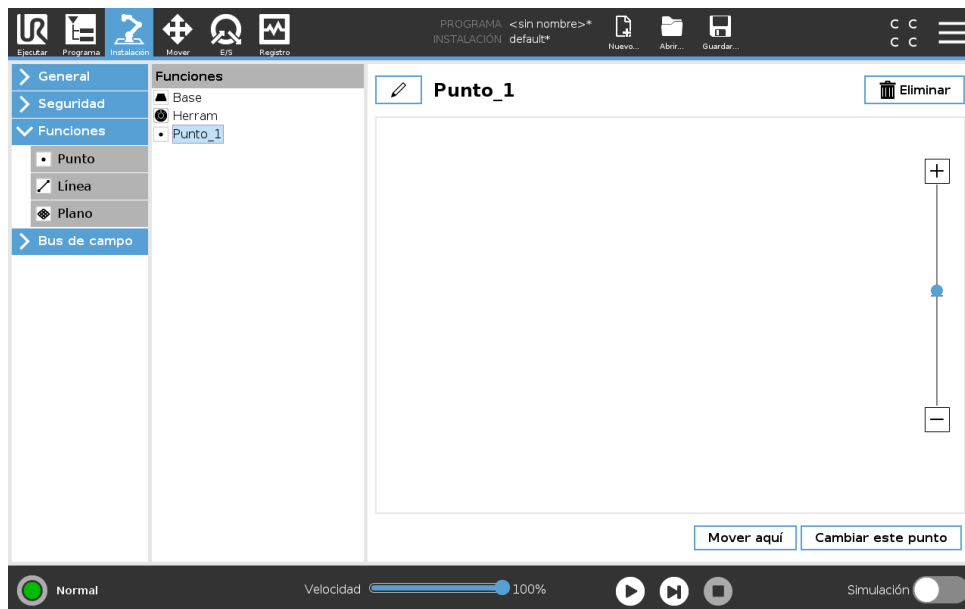 PROGRAMA <sin nombre>*
INSTALACIÓN default*
C C
C C
Ejecutar Programa Instalación Mover E/S Registro Nuevo... Abrir... Guardar...
General
Seguridad
Funciones
Punto
Línea
Plano
Bus de campo
Funciones
Base
Herram
Punto_1
Punto_1
Eliminar
Mover aquí
Cambiar este punto
Normal
Velocidad 100%
Simulación